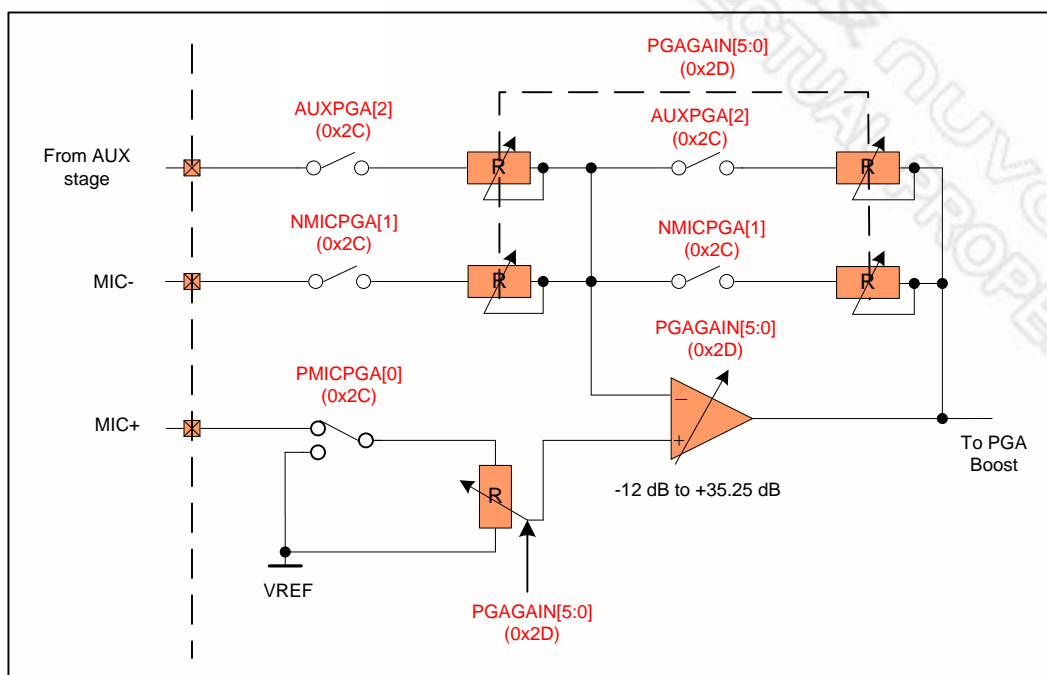 PGAGAIN[5:0]
(0x2D)
AUXPGA[2]
(0x2C)
AUXPGA[2]
(0x2C)
From AUX
stage
R
R
NMICPGA[1]
(0x2C)
NMICPGA[1]
(0x2C)
MIC-
R
R
PGAGAIN[5:0]
(0x2D)
PMICPGA[0]
(0x2C)
MIC+
−
+
To PGA
Boost
R
-12 dB to +35.25 dB
VREF
PGAGAIN[5:0]
(0x2D)